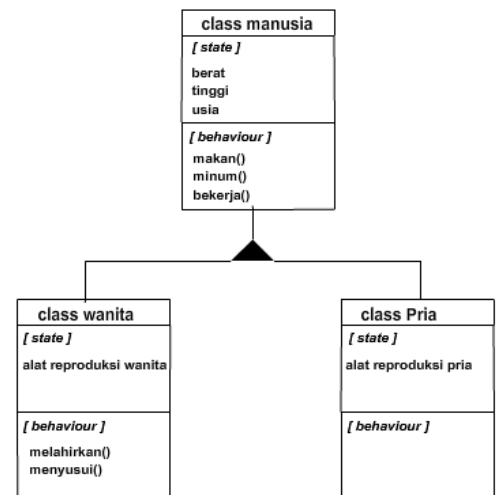 class manusia
[ state ]
berat
tinggi
usia
[ behaviour ]
makan()
minum()
bekerja()
class wanita
[ state ]
alat reproduksi wanita
[ behaviour ]
melahirkan()
menyusui()
class Pria
[ state ]
alat reproduksi pria
[ behaviour ]